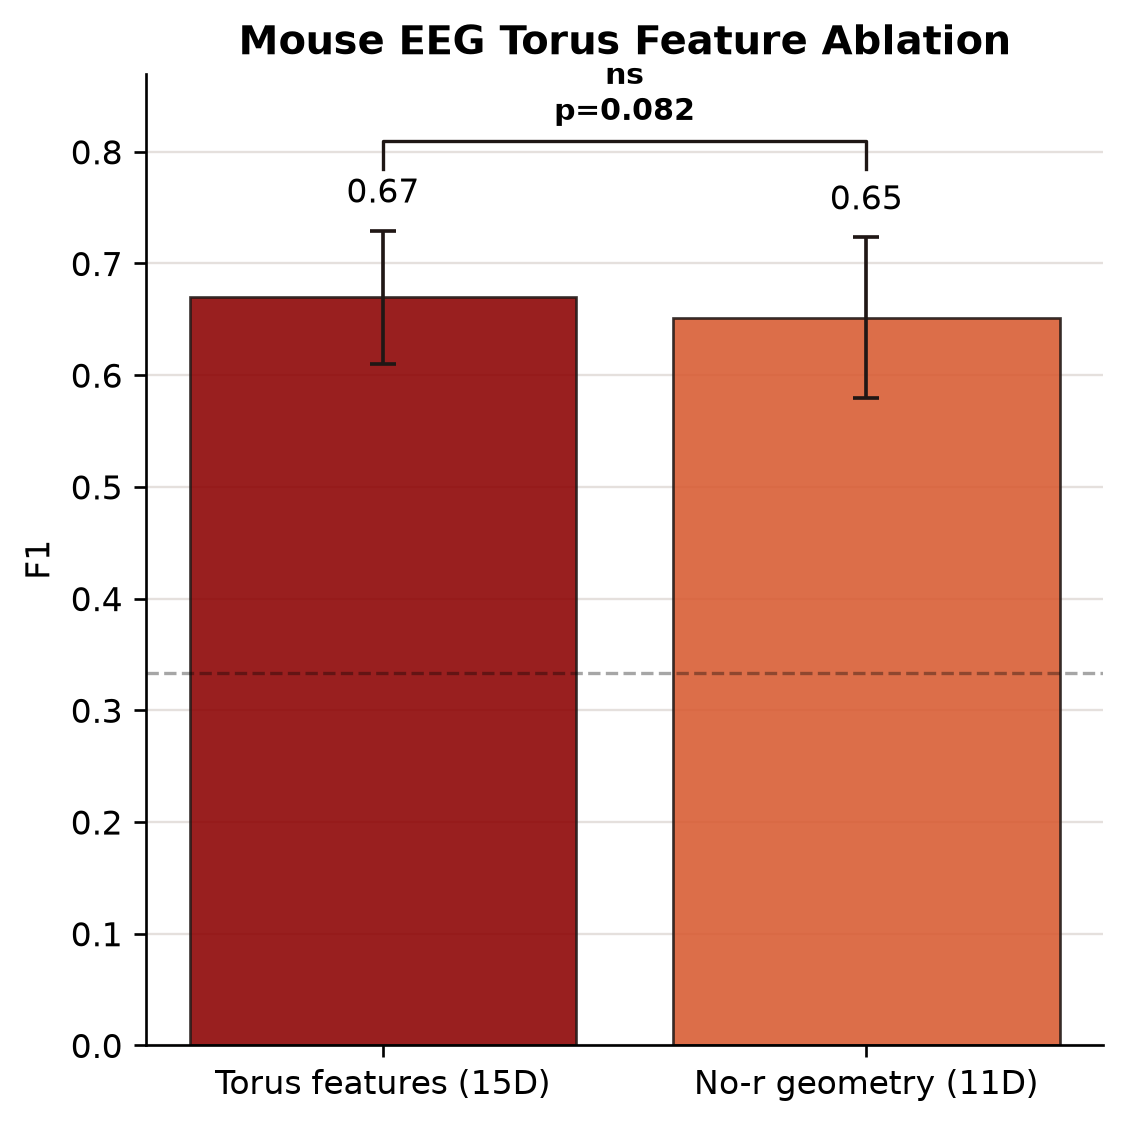 Mouse EEG Torus Feature Ablation
ns
p=0.082
0.67
0.65
0.8
0.7
0.6
0.5
0.4
0.3
0.2
0.1
0.0
F1
Torus features (15D)
No-r geometry (11D)